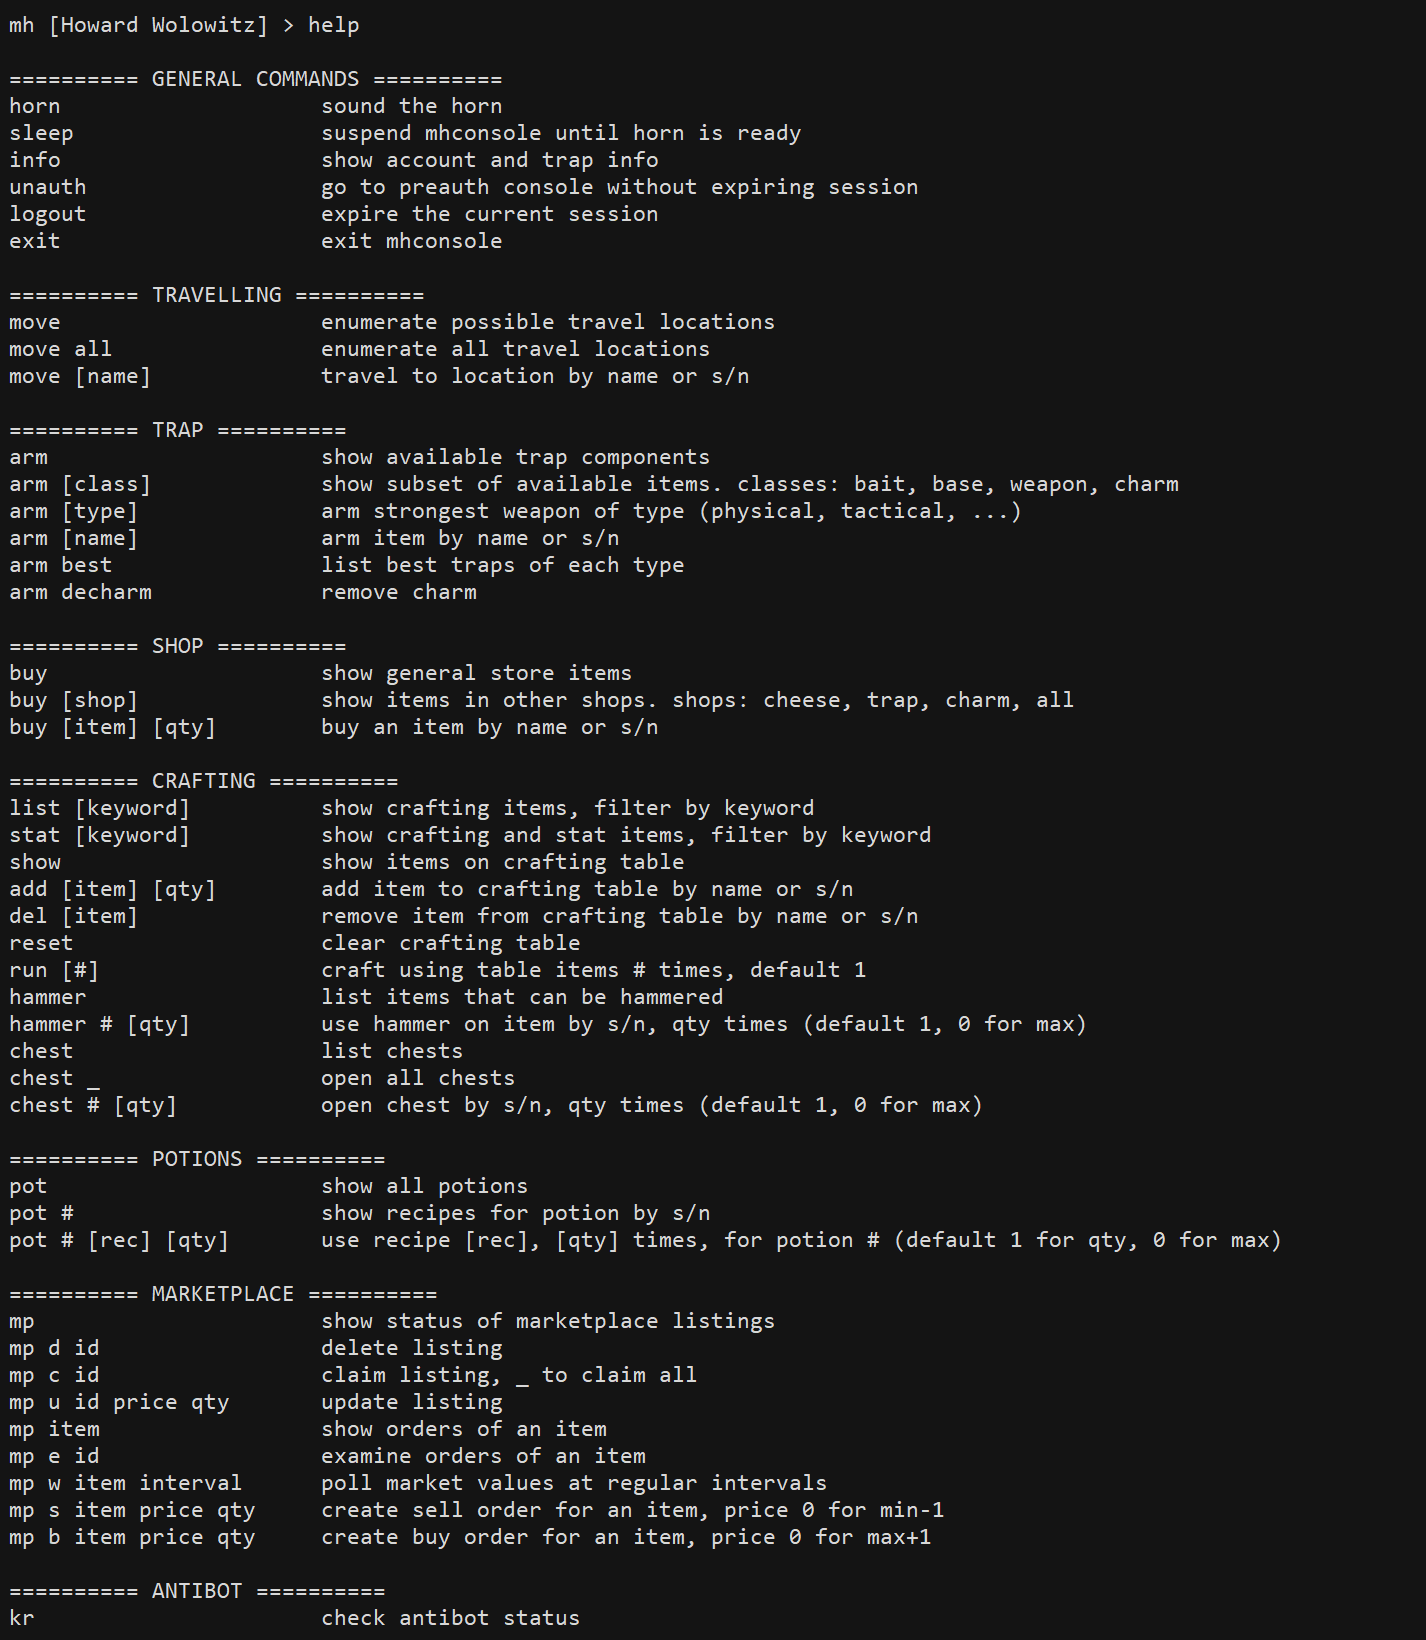 mh [Howard Wolowitz] > help
========== GENERAL COMMANDS ==========
horn                    sound the horn
sleep                   suspend mhconsole until horn is ready
info                    show account and trap info
unauth                  go to preauth console without expiring session
logout                  expire the current session
exit                    exit mhconsole
========== TRAVELLING ==========
move                    enumerate possible travel locations
move all                enumerate all travel locations
move [name]             travel to location by name or s/n
========== TRAP ==========
arm                     show available trap components
arm [class]             show subset of available items. classes: bait, base, weapon, charm
arm [type]              arm strongest weapon of type (physical, tactical, ...)
arm [name]              arm item by name or s/n
arm best                list best traps of each type
arm decharm             remove charm
========== SHOP ==========
buy                     show general store items
buy [shop]              show items in other shops. shops: cheese, trap, charm, all
buy [item] [qty]        buy an item by name or s/n
========== CRAFTING ==========
list [keyword]          show crafting items, filter by keyword
stat [keyword]          show crafting and stat items, filter by keyword
show                    show items on crafting table
add [item] [qty]        add item to crafting table by name or s/n
del [item]              remove item from crafting table by name or s/n
reset                   clear crafting table
run [#]                 craft using table items # times, default 1
hammer                  list items that can be hammered
hammer # [qty]          use hammer on item by s/n, qty times (default 1, 0 for max)
chest                   list chests
chest _                 open all chests
chest # [qty]           open chest by s/n, qty times (default 1, 0 for max)
========== POTIONS ==========
pot                     show all potions
pot #                   show recipes for potion by s/n
pot # [rec] [qty]       use recipe [rec], [qty] times, for potion # (default 1 for qty, 0 for max)
========== MARKETPLACE ==========
mp                      show status of marketplace listings
mp d id                 delete listing
mp c id                 claim listing, _ to claim all
mp u id price qty       update listing
mp item                 show orders of an item
mp e id                 examine orders of an item
mp w item interval      poll market values at regular intervals
mp s item price qty     create sell order for an item, price 0 for min-1
mp b item price qty     create buy order for an item, price 0 for max+1
========== ANTIBOT ==========
kr                      check antibot status